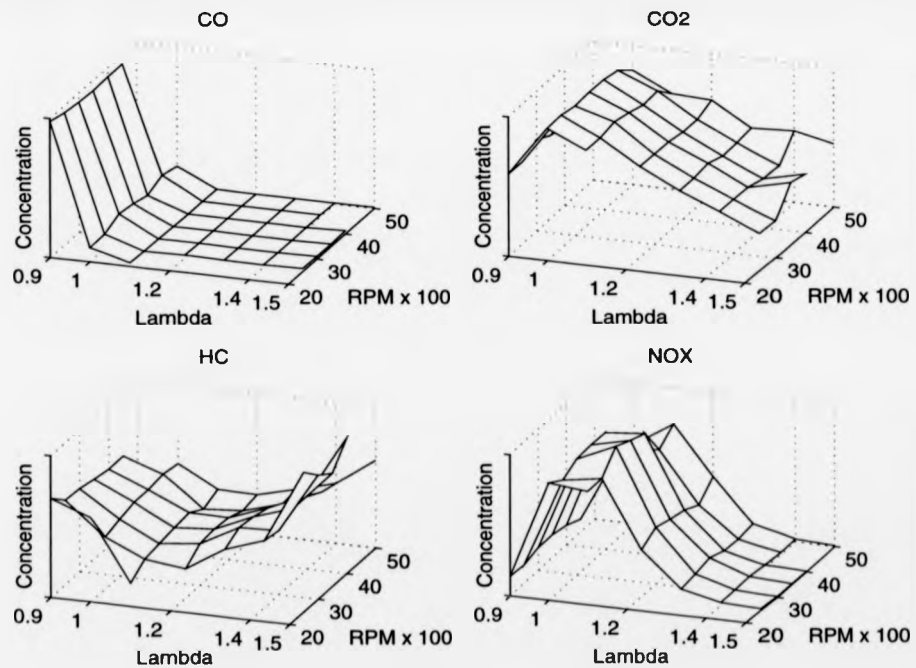 CO
Concentration
0.9
1
1.2
1.4
1.5
Lambda
20
30
40
50
RPM x 100
CO2
Concentration
0.9
1
1.2
1.4
1.5
Lambda
20
30
40
50
RPM x 100
HC
Concentration
0.9
1
1.2
1.4
1.5
Lambda
20
30
40
50
RPM x 100
NOX
Concentration
0.9
1
1.2
1.4
1.5
Lambda
20
30
40
50
RPM x 100